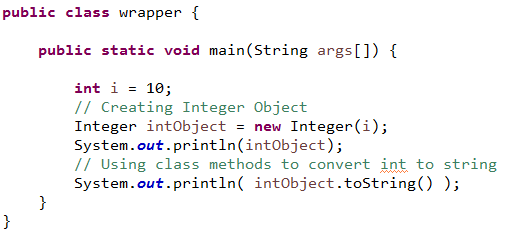 public class wrapper {
public static void main(String args[]) {
int i = 10;
// Creating Integer Object
Integer intObject = new Integer(i);
System.out.println(intObject);
// Using class methods to convert int to string
System.out.println( intObject.toString() );
}
}